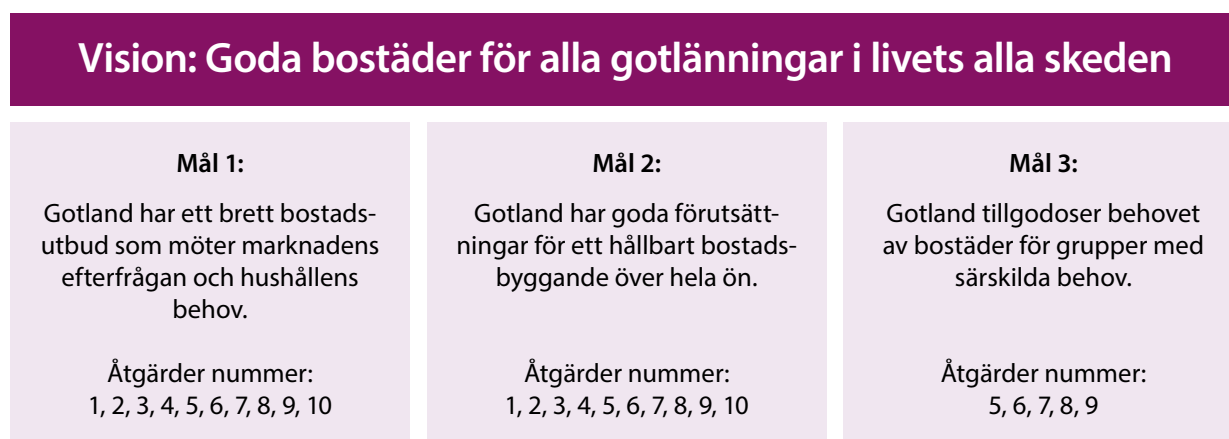 Vision: Goda bostäder för alla gotlänningar i livets alla skeden
Mål 1:
Gotland har ett brett bostads-
utbud som möter marknadens
efterfrågan och hushållens
behov.
Åtgärder nummer:
1, 2, 3, 4, 5, 6, 7, 8, 9, 10
Mål 2:
Gotland har goda förutsätt-
ningar för ett hållbart bostads-
byggande över hela ön.
Åtgärder nummer:
1, 2, 3, 4, 5, 6, 7, 8, 9, 10
Mål 3:
Gotland tillgodoser behovet
av bostäder för grupper med
särskilda behov.
Åtgärder nummer:
5, 6, 7, 8, 9